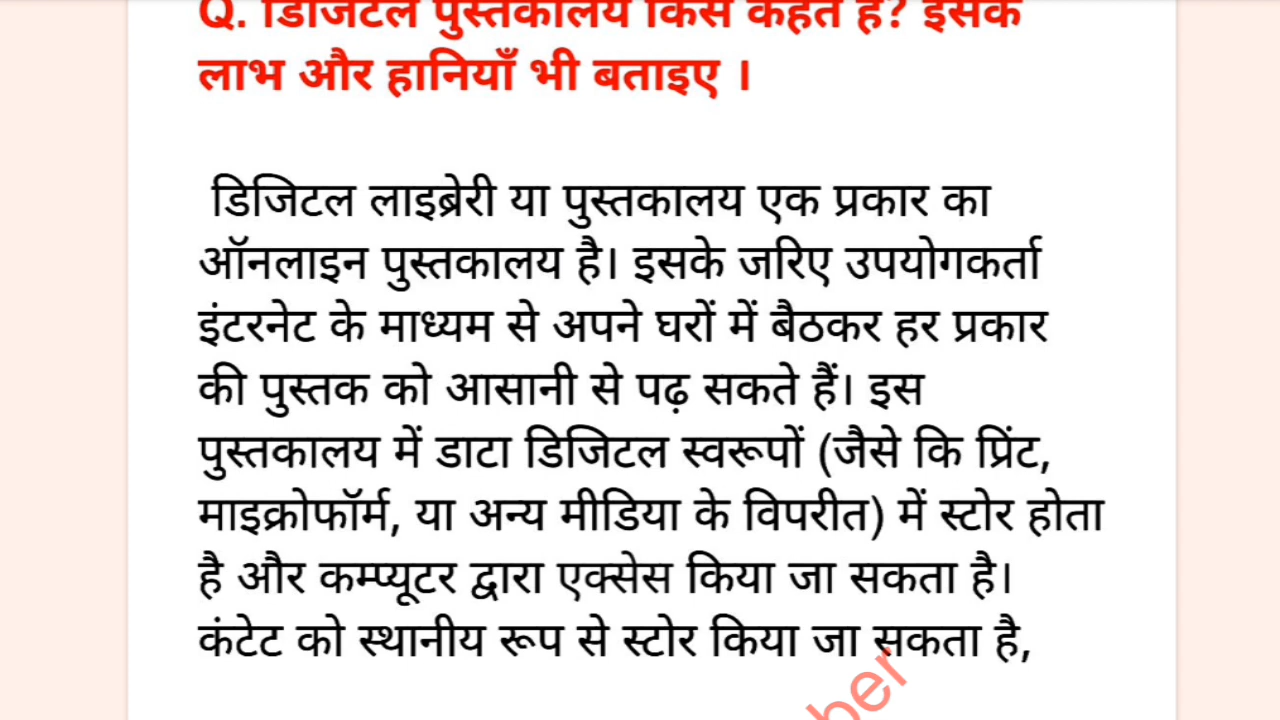 Q. डिजिटल पुस्तकालय किसे कहते हैं? इसके
लाभ और हानियाँ भी बताइए ।
डिजिटल लाइब्रेरी या पुस्तकालय एक प्रकार का
ऑनलाइन पुस्तकालय है। इसके जरिए उपयोगकर्ता
इंटरनेट के माध्यम से अपने घरों में बैठकर हर प्रकार
की पुस्तक को आसानी से पढ़ सकते हैं। इस
पुस्तकालय में डाटा डिजिटल स्वरूपों (जैसे कि प्रिंट,
माइक्रोफॉर्म, या अन्य मीडिया के विपरीत) में स्टोर होता
है और कम्प्यूटर द्वारा एक्सेस किया जा सकता है।
कंटेट को स्थानीय रूप से स्टोर किया जा सकता है,